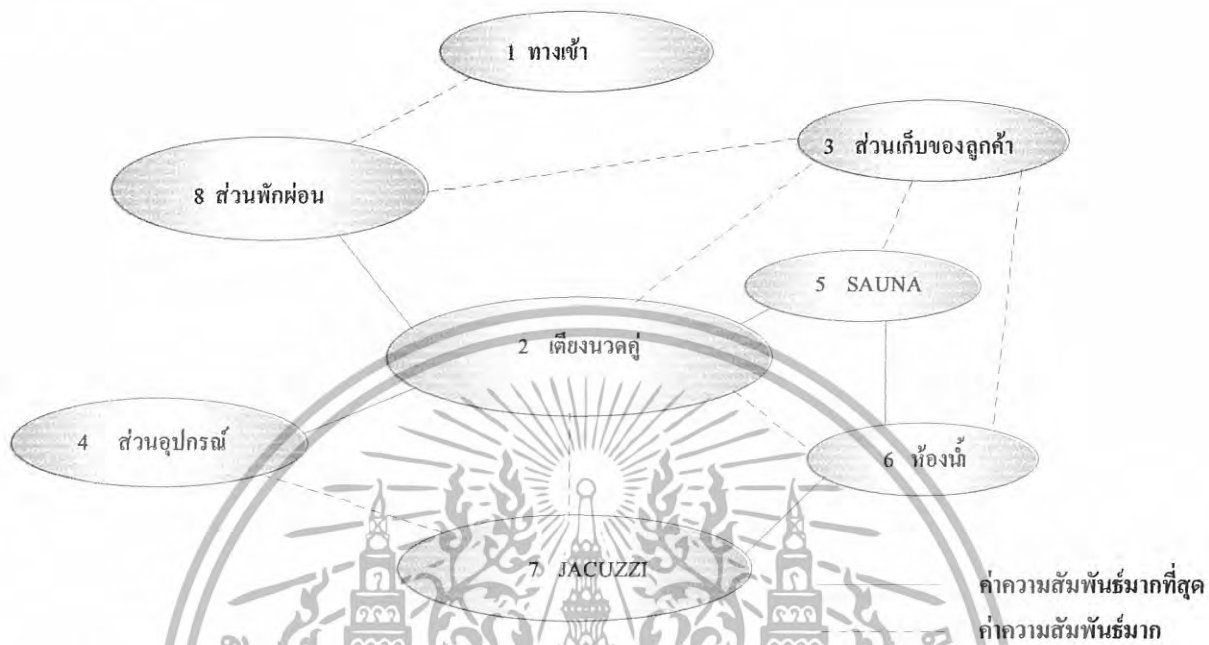 1 ทางเข้า
3 ส่วนเก็บของลูกค้า
8 ส่วนพักผ่อน
5 SAUNA
2 เตียงนวดคู่
4 ส่วนอุปกรณ์
6 ห้องน้ำ
7 JACUZZI
ค่าความสัมพันธ์มากที่สุด
ค่าความสัมพันธ์มาก